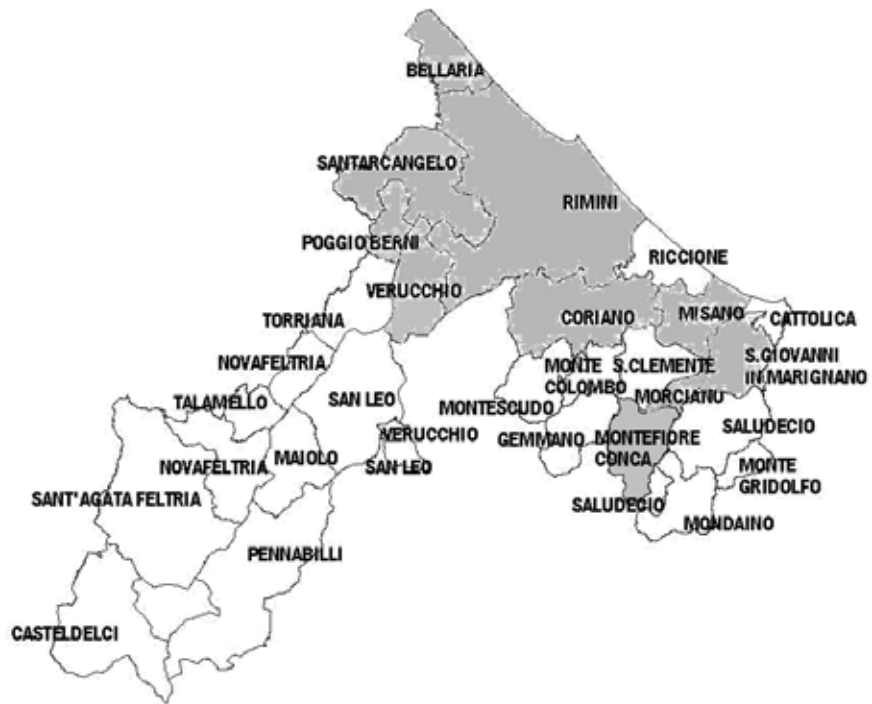 BELLARIA
SANTARCANGELO
RIMINI
POGGIO BERNI
RICCIONE
VERUCCHIO
TORRIANA
CORIANO
MISANO
CATTOLICA
NOVAFELTRIA
MONTE
COLOMBO
S.CLEMENTE
S.GIOVANNI
IN MARIGNANO
TALAMELLO
SAN LEO
MONTESCUDO
MORCIANO
VERUCCHIO
GEMMANO
MONTEFIORE
CONCA
SALUDECIO
NOVAFELTRIA
MAIOLO
SAN LEO
MONTE
GRIDOLFO
SANT'AGATA FELTRIA
SALUDECIO
MONDAINO
PENNABILLI
CASTELDELCI